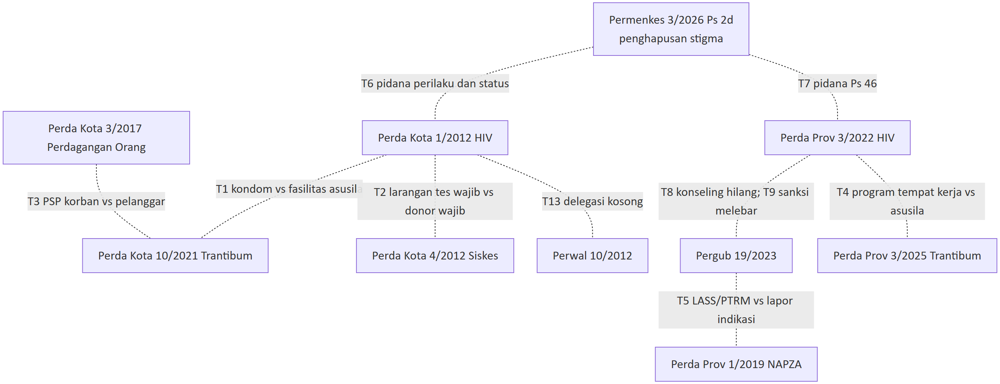 Permenkes 3/2026 Ps 2d
penghapusan stigma
T6 pidana perilaku dan status
T7 pidana Ps 46
Perda Kota 3/2017
Perdagangan Orang
Perda Kota 1/2012 HIV
Perda Prov 3/2022 HIV
T3 PSP korban vs pelanggar
T1 kondom vs fasilitas asusila
T2 larangan tes wajib vs
donor wajib
T13 delegasi kosong
T8 konseling hilang; T9 sanksi
melebar
T4 program tempat kerja vs
asusila
Perda Kota 10/2021 Trantibum
Perda Kota 4/2012 Siskes
Perwal 10/2012
Pergub 19/2023
Perda Prov 3/2025 Trantibum
T5 LASS/PTRM vs lapor
indikasi
Perda Prov 1/2019 NAPZA